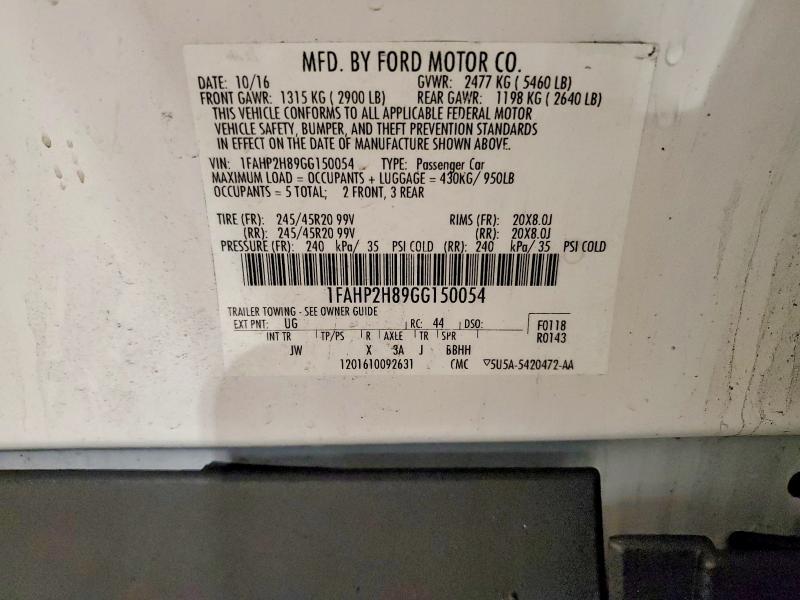 MFD. BY FORD MOTOR CO.
DATE: 10/16 GVWR: 2477 KG ( 5460 LB)
FRONT GAWR: 1315 KG ( 2900 LB) REAR GAWR: 1198 KG ( 2640 LB)
THIS VEHICLE CONFORMS TO ALL APPLICABLE FEDERAL MOTOR
VEHICLE SAFETY, BUMPER, AND THEFT PREVENTION STANDARDS
IN EFFECT ON THE DATE OF MANUFACTURE SHOWN ABOVE.
VIN: 1FAHP2H89GG150054 TYPE: Passenger Car
MAXIMUM LOAD = OCCUPANTS + LUGGAGE = 430KG/ 950LB
OCCUPANTS = 5 TOTAL; 2 FRONT, 3 REAR
TIRE (FR): 245/45R20 99V RIMS (FR): 20X8.0J
(RR): 245/45R20 99V (RR): 20X8.0J
PRESSURE (FR): 240 kPa/ 35 PSI COLD (RR): 240 kPa/ 35 PSI COLD
1FAHP2H89GG150054
TRAILER TOWING - SEE OWNER GUIDE
EXT PNT: UG RC: 44 DSO: F0118
INT TR TP/PS R AXLE TR SPR R0143
JW X 3A J BBHH
1201610092631 CMC ▽5U5A-5420472-AA